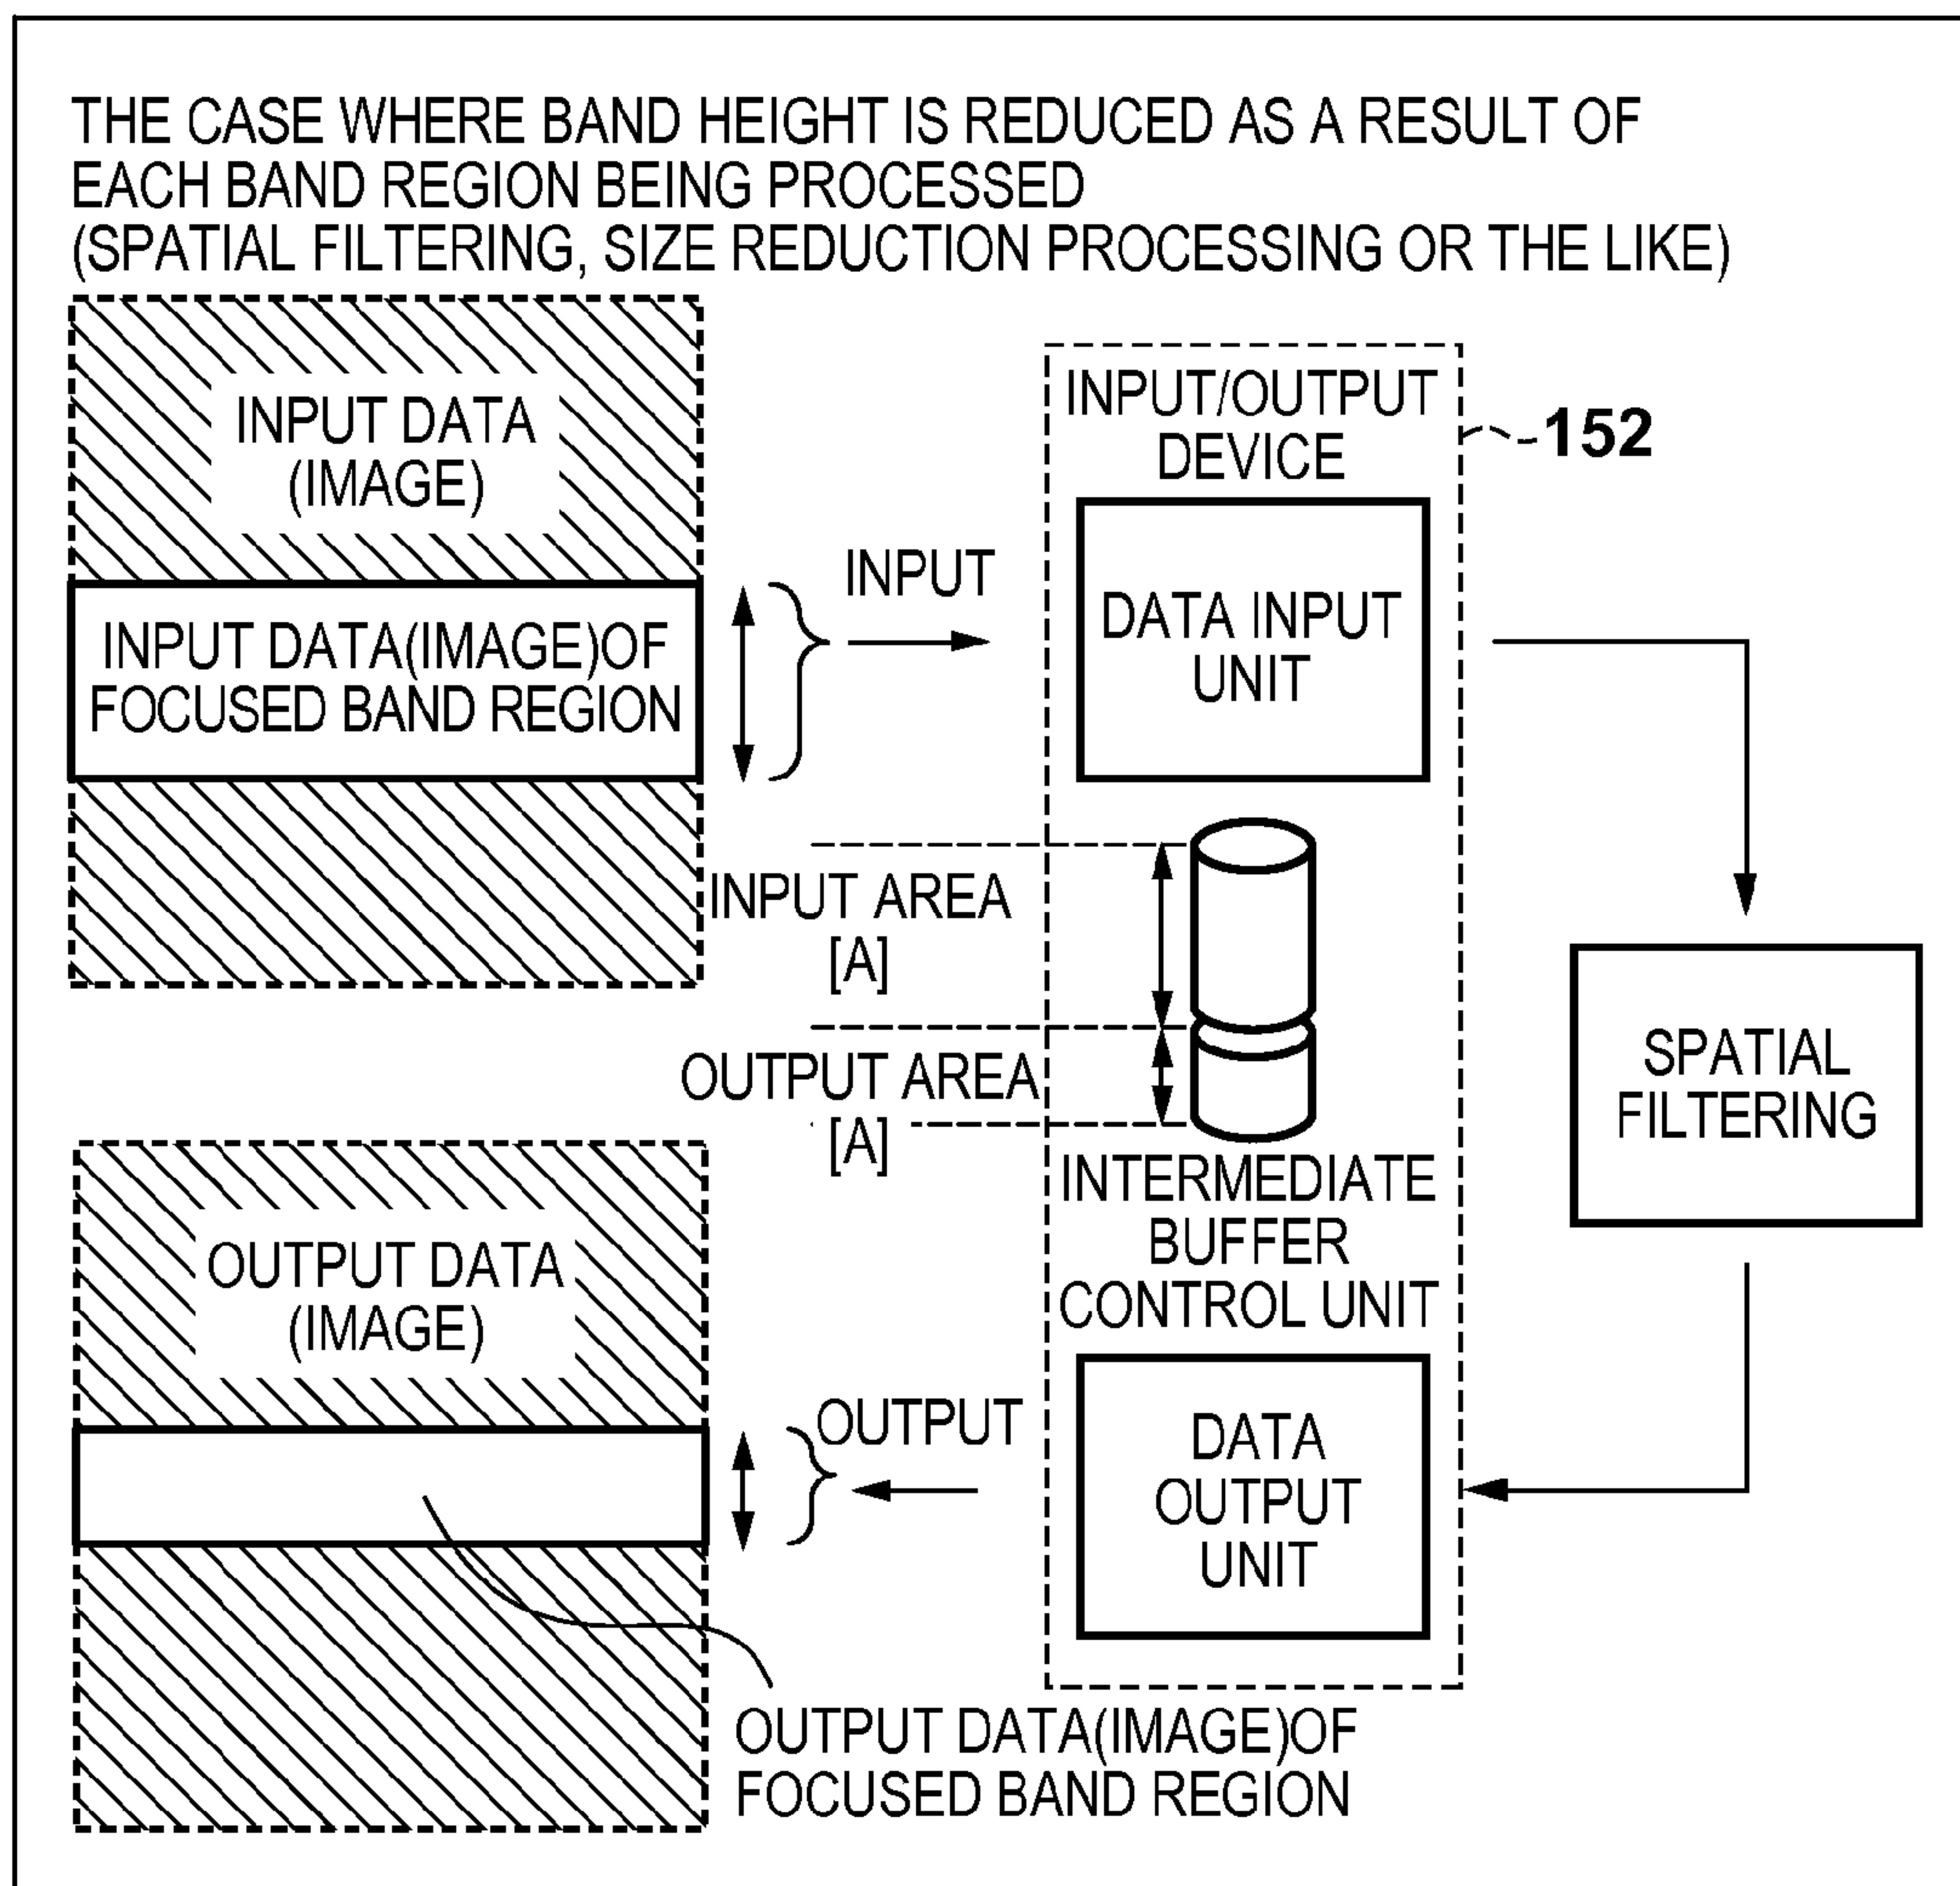 THE CASE WHERE BAND HEIGHT IS REDUCED AS A RESULT OF
EACH BAND REGION BEING PROCESSED
(SPATIAL FILTERING, SIZE REDUCTION PROCESSING OR THE LIKE)
INPUT DATA
(IMAGE)
INPUT DATA(IMAGE)OF
FOCUSED BAND REGION
INPUT
INPUT/OUTPUT
DEVICE
152
DATA INPUT
UNIT
INPUT AREA
[A]
OUTPUT AREA
[A]
INTERMEDIATE
BUFFER
CONTROL UNIT
SPATIAL
FILTERING
OUTPUT DATA
(IMAGE)
OUTPUT
DATA
OUTPUT
UNIT
OUTPUT DATA(IMAGE)OF
FOCUSED BAND REGION